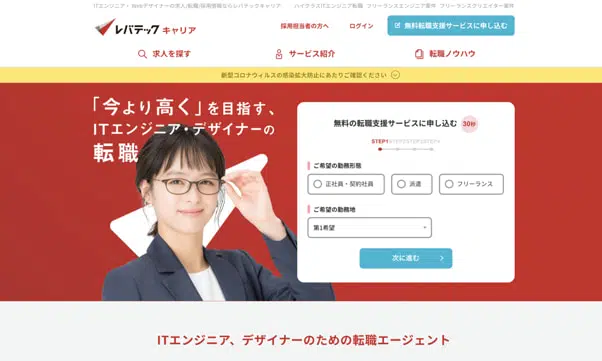 ITエンジニア・Webデザイナーの求人/転職/採用情報ならレバテックキャリア
ハイクラスITエンジニア転職 フリーランスエンジニア案件 フリーランスクリエイター案件
レバテックキャリア
採用担当者の方へ
ログイン
無料転職支援サービスに申し込む
求人を探す
サービス紹介
転職ノウハウ
新型コロナウィルスの感染拡大防止にあたりご確認ください
「今より高く」を目指す、
ITエンジニア・デザイナーの
転職
無料の転職支援サービスに申し込む 30秒
STEP1 STEP2 STEP3 STEP4
ご希望の勤務形態
正社員・契約社員
派遣
フリーランス
ご希望の勤務地
第1希望
次に進む
ITエンジニア、デザイナーのための転職エージェント